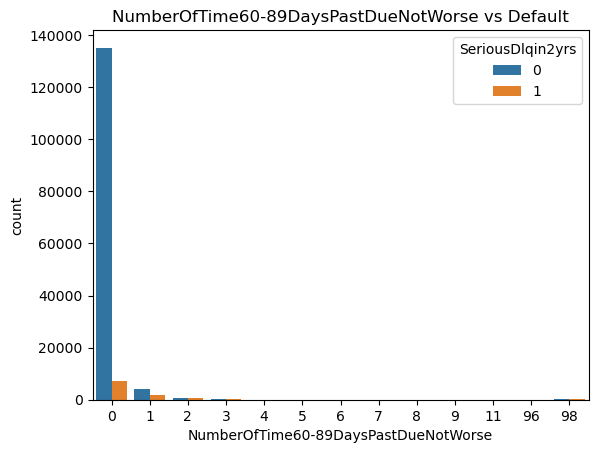 NumberOfTime60-89DaysPastDueNotWorse vs Default
SeriousDlqin2yrs
0
1
140000
120000
100000
80000
60000
40000
20000
0
count
0 1 2 3 4 5 6 7 8 9 11 96 98
NumberOfTime60-89DaysPastDueNotWorse